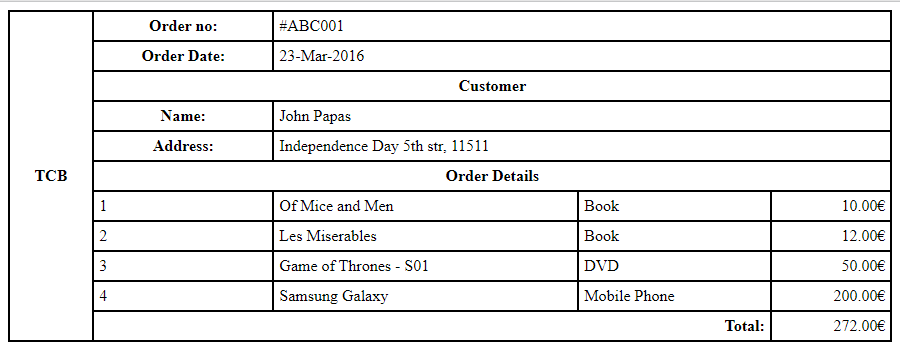 TCB
Order no: #ABC001
Order Date: 23-Mar-2016
Customer
Name: John Papas
Address: Independence Day 5th str, 11511
Order Details
1 Of Mice and Men Book 10.00€
2 Les Miserables Book 12.00€
3 Game of Thrones - S01 DVD 50.00€
4 Samsung Galaxy Mobile Phone 200.00€
Total: 272.00€